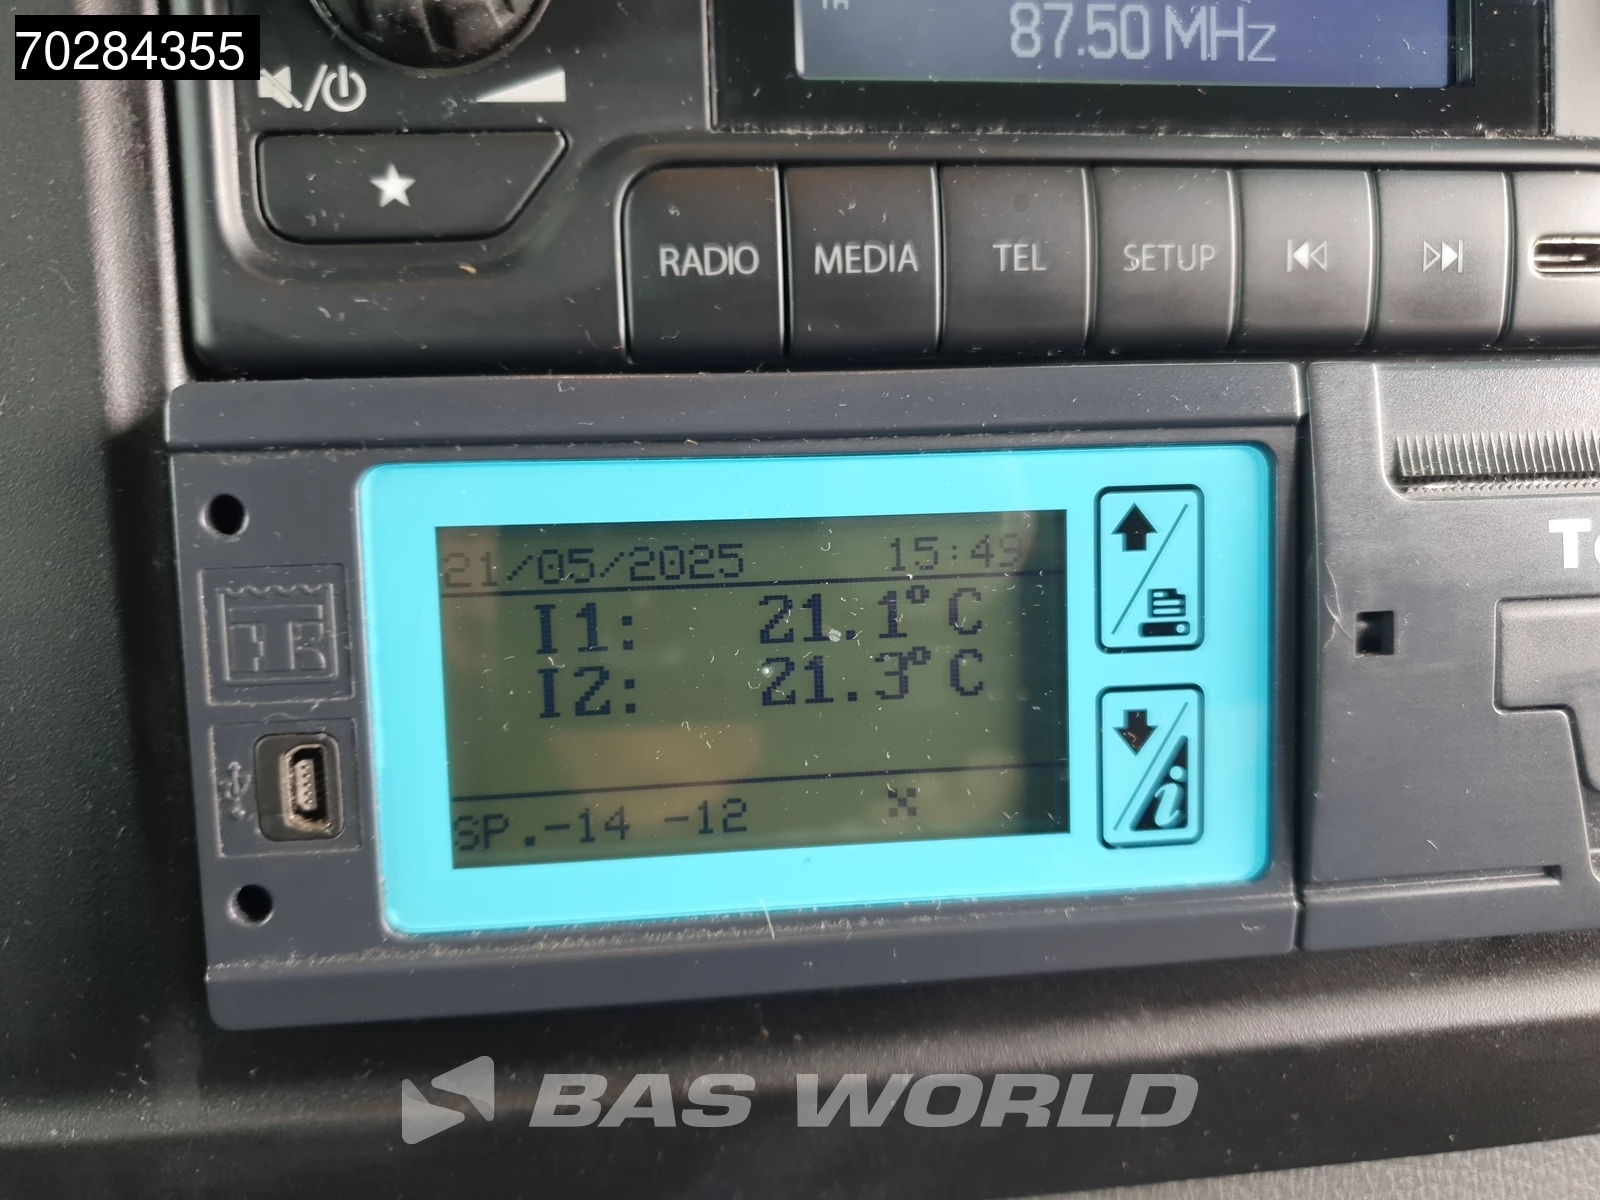 70284355
87.50 MHz
RADIO MEDIA TEL SETUP
21/05/2025 15:49
I1: 21.1°C
I2: 21.3°C
SP.-14 -12
i
BAS WORLD